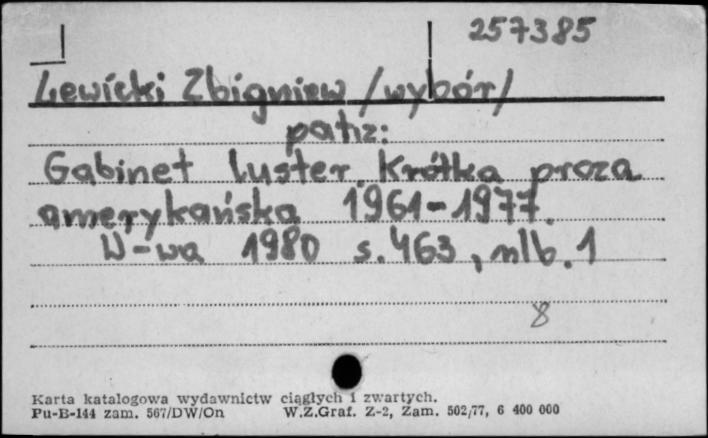 257385
Lewicki Zbigniew /wybór/
patrz:
Gabinet luster. Krótka proza
amerykańska 1961-1977.
W-wa 1980 s. 463, nlb. 1
8
Karta katalogowa wydawnictw ciągłych i zwartych.
Pu-B-144 zam. 567/DW/On W.Z.Graf. Z-2, Zam. 502/77, 6 400 000